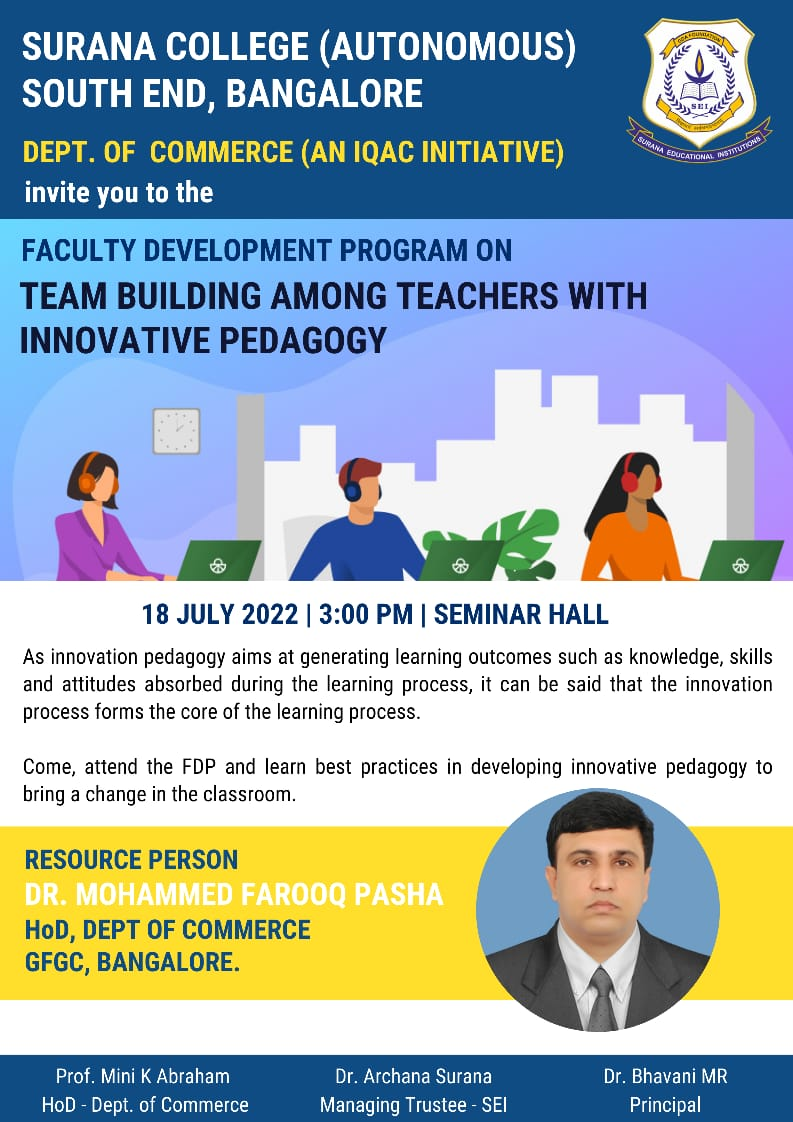 SURANA COLLEGE (AUTONOMOUS)
SOUTH END, BANGALORE
DEPT. OF COMMERCE (AN IQAC INITIATIVE)
invite you to the
GDA FOUNDATION
SEI
SURANA EDUCATIONAL INSTITUTIONS
FACULTY DEVELOPMENT PROGRAM ON
TEAM BUILDING AMONG TEACHERS WITH
INNOVATIVE PEDAGOGY
18 JULY 2022 | 3:00 PM | SEMINAR HALL
As innovation pedagogy aims at generating learning outcomes such as knowledge, skills
and attitudes absorbed during the learning process, it can be said that the innovation
process forms the core of the learning process.
Come, attend the FDP and learn best practices in developing innovative pedagogy to
bring a change in the classroom.
RESOURCE PERSON
DR. MOHAMMED FAROOQ PASHA
HoD, DEPT OF COMMERCE
GFGC, BANGALORE.
Prof. Mini K Abraham
HoD - Dept. of Commerce
Dr. Archana Surana
Managing Trustee - SEI
Dr. Bhavani MR
Principal